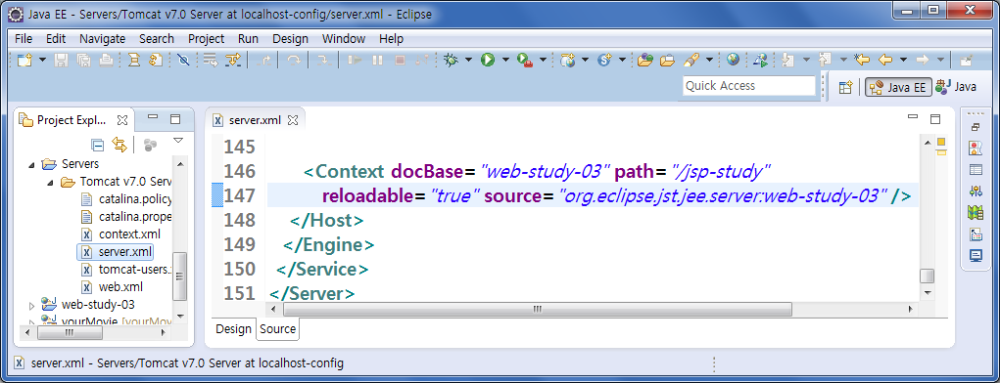 Java EE - Servers/Tomcat v7.0 Server at localhost-config/server.xml - Eclipse
File Edit Navigate Search Project Run Design Window Help
Quick Access
Java EE
Java
Project Expl...
Servers
Tomcat v7.0 Serv
catalina.policy
catalina.prope
context.xml
server.xml
tomcat-users.
web.xml
web-study-03
yourMovie [yourMovie
server.xml
145
146 <Context docBase="web-study-03" path="/jsp-study"
147 reloadable="true" source="org.eclipse.jst.jee.server:web-study-03" />
148 </Host>
149 </Engine>
150 </Service>
151 </Server>
Design Source
server.xml - Servers/Tomcat v7.0 Server at localhost-config